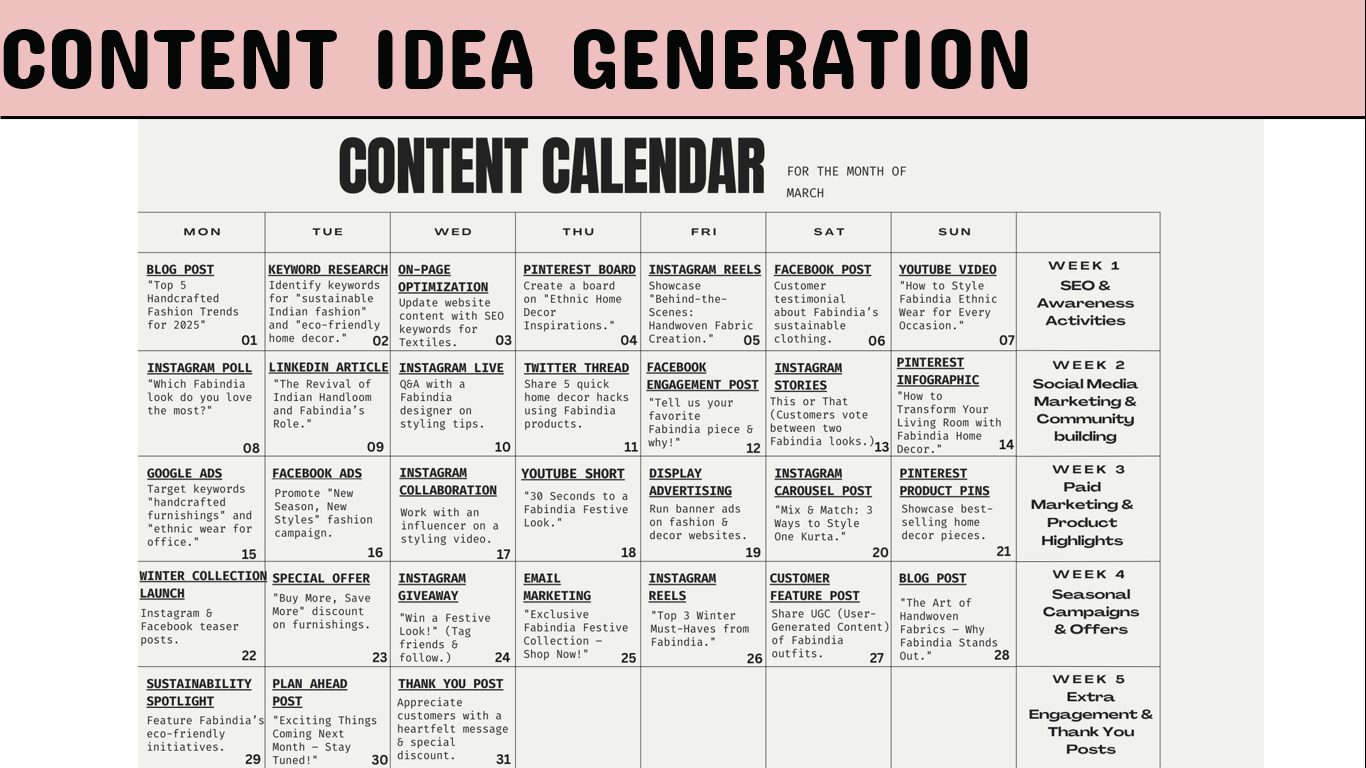 CONTENT IDEA GENERATION
CONTENT CALENDAR
FOR THE MONTH OF
MARCH
MON
TUE
WED
THU
FRI
SAT
SUN
BLOG POST
"Top 5
Handcrafted
Fashion Trends
for 2025"
01
KEYWORD RESEARCH
Identify keywords
for "sustainable
Indian fashion"
and "eco-friendly
home decor."
02
ON-PAGE
OPTIMIZATION
Update website
content with SEO
keywords for
Textiles.
03
PINTEREST BOARD
Create a board
on "Ethnic Home
Decor
Inspirations."
04
INSTAGRAM REELS
Showcase
"Behind-the-
Scenes:
Handwoven Fabric
Creation."
05
FACEBOOK POST
Customer
testimonial
about Fabindia’s
sustainable
clothing.
06
YOUTUBE VIDEO
"How to Style
Fabindia Ethnic
Wear for Every
Occasion."
07
WEEK 1
SEO &
Awareness
Activities
INSTAGRAM POLL
"Which Fabindia
look do you love
the most?"
08
LINKEDIN ARTICLE
"The Revival of
Indian Handloom
and Fabindia’s
Role."
09
INSTAGRAM LIVE
Q&A with a
Fabindia
designer on
styling tips.
10
TWITTER THREAD
Share 5 quick
home decor hacks
using Fabindia
products.
11
FACEBOOK
ENGAGEMENT POST
"Tell us your
favorite
Fabindia piece &
why!"
12
INSTAGRAM
STORIES
This or That
(Customers vote
between two
Fabindia looks.)
13
PINTEREST
INFOGRAPHIC
"How to
Transform Your
Living Room with
Fabindia Home
Decor."
14
WEEK 2
Social Media
Marketing &
Community
building
GOOGLE ADS
Target keywords
"handcrafted
furnishings" and
"ethnic wear for
office."
15
FACEBOOK ADS
Promote "New
Season, New
Styles" fashion
campaign.
16
INSTAGRAM
COLLABORATION
Work with an
influencer on a
styling video.
17
YOUTUBE SHORT
"30 Seconds to a
Fabindia Festive
Look."
18
DISPLAY
ADVERTISING
Run banner ads
on fashion &
decor websites.
19
INSTAGRAM
CAROUSEL POST
"Mix & Match: 3
Ways to Style
One Kurta."
20
PINTEREST
PRODUCT PINS
Showcase best-
selling home
decor pieces.
21
WEEK 3
Paid
Marketing &
Product
Highlights
WINTER COLLECTION
LAUNCH
Instagram &
Facebook teaser
posts.
22
SPECIAL OFFER
"Buy More, Save
More" discount
on furnishings.
23
INSTAGRAM
GIVEAWAY
"Win a Festive
Look!" (Tag
friends &
follow.)
24
EMAIL
MARKETING
"Exclusive
Fabindia Festive
Collection –
Shop Now!"
25
INSTAGRAM
REELS
"Top 3 Winter
Must-Haves from
Fabindia."
26
CUSTOMER
FEATURE POST
Share UGC (User-
Generated Content)
of Fabindia
outfits.
27
BLOG POST
"The Art of
Handwoven
Fabrics – Why
Fabindia Stands
Out."
28
WEEK 4
Seasonal
Campaigns
& Offers
SUSTAINABILITY
SPOTLIGHT
Feature Fabindia’s
eco-friendly
initiatives.
29
PLAN AHEAD
POST
"Exciting Things
Coming Next
Month – Stay
Tuned!"
30
THANK YOU POST
Appreciate
customers with a
heartfelt message
& special
discount.
31
WEEK 5
Extra
Engagement &
Thank You
Posts